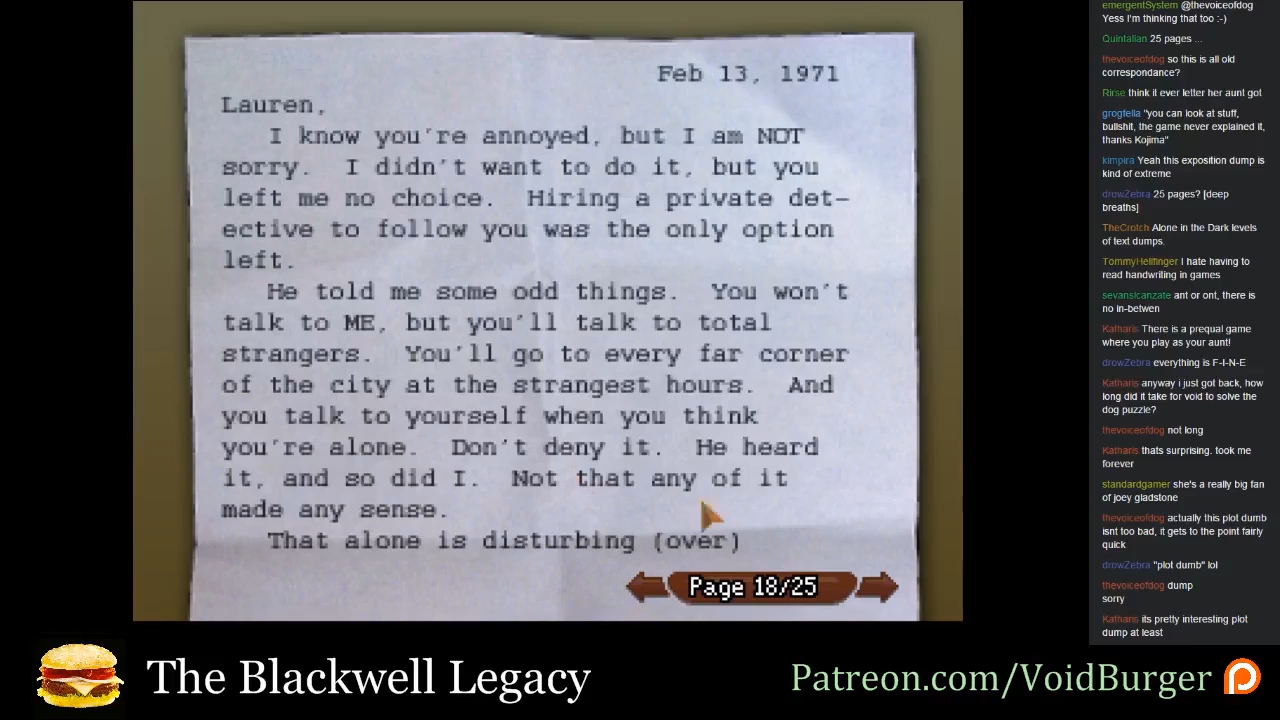 Feb 13, 1971
Lauren,
I know you're annoyed, but I am NOT
sorry. I didn't want to do it, but you
left me no choice. Hiring a private det-
ective to follow you was the only option
left.
He told me some odd things. You won't
talk to ME, but you'll talk to total
strangers. You'll go to every far corner
of the city at the strangest hours. And
you talk to yourself when you think
you're alone. Don't deny it. He heard
it, and so did I. Not that any of it
made any sense.
That alone is disturbing (over)
Page 18/25
emergentSystem @thevoiceofdog
Yess I'm thinking that too :-)
Quintalian 25 pages ...
thevoiceofdog so this is all old
correspondance?
Rirse think it ever letter her aunt got
grogtella "you can look at stuff,
bullshit, the game never explained it,
thanks Kojima"
kimpira Yeah this exposition dump is
kind of extreme
drowZebra 25 pages? [deep
breaths]
TheCrotch Alone in the Dark levels
of text dumps.
TommyHellfinger I hate having to
read handwriting in games
sevansicanzate ant or ont, there is
no in-betwen
Katharis There is a prequal game
where you play as your aunt!
drowZebra everything is F-I-N-E
Katharis anyway i just got back, how
long did it take for void to solve the
dog puzzle?
thevoiceofdog not long
Katharis thats surprising. took me
forever
standardgamer she's a really big fan
of joey gladstone
thevoiceofdog actually this plot dumb
isnt too bad, it gets to the point fairly
quick
drowZebra "plot dumb" lol
thevoiceofdog dump
sorry
Katharis its pretty interesting plot
dump at least
The Blackwell Legacy
Patreon.com/VoidBurger